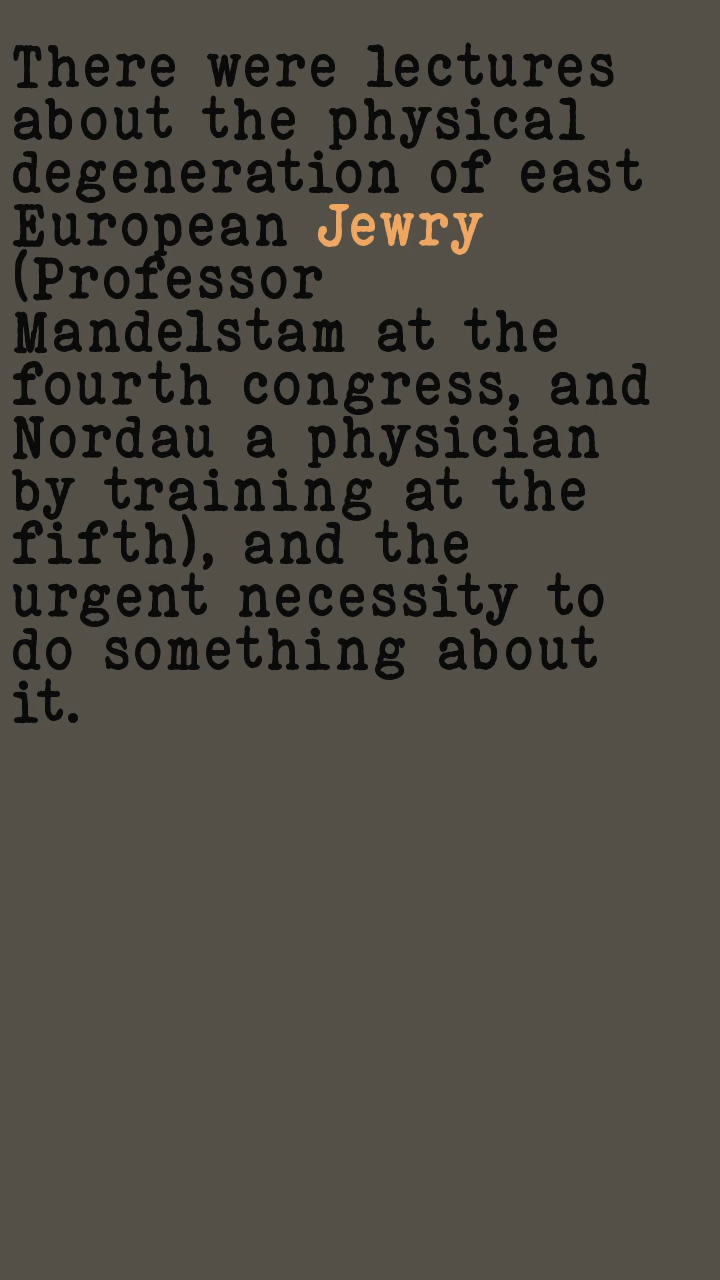 There were lectures
about the physical
degeneration of east
European Jewry
(Professor
Mandelstam at the
fourth congress, and
Nordau a physician
by training at the
fifth), and the
urgent necessity to
do something about
it.